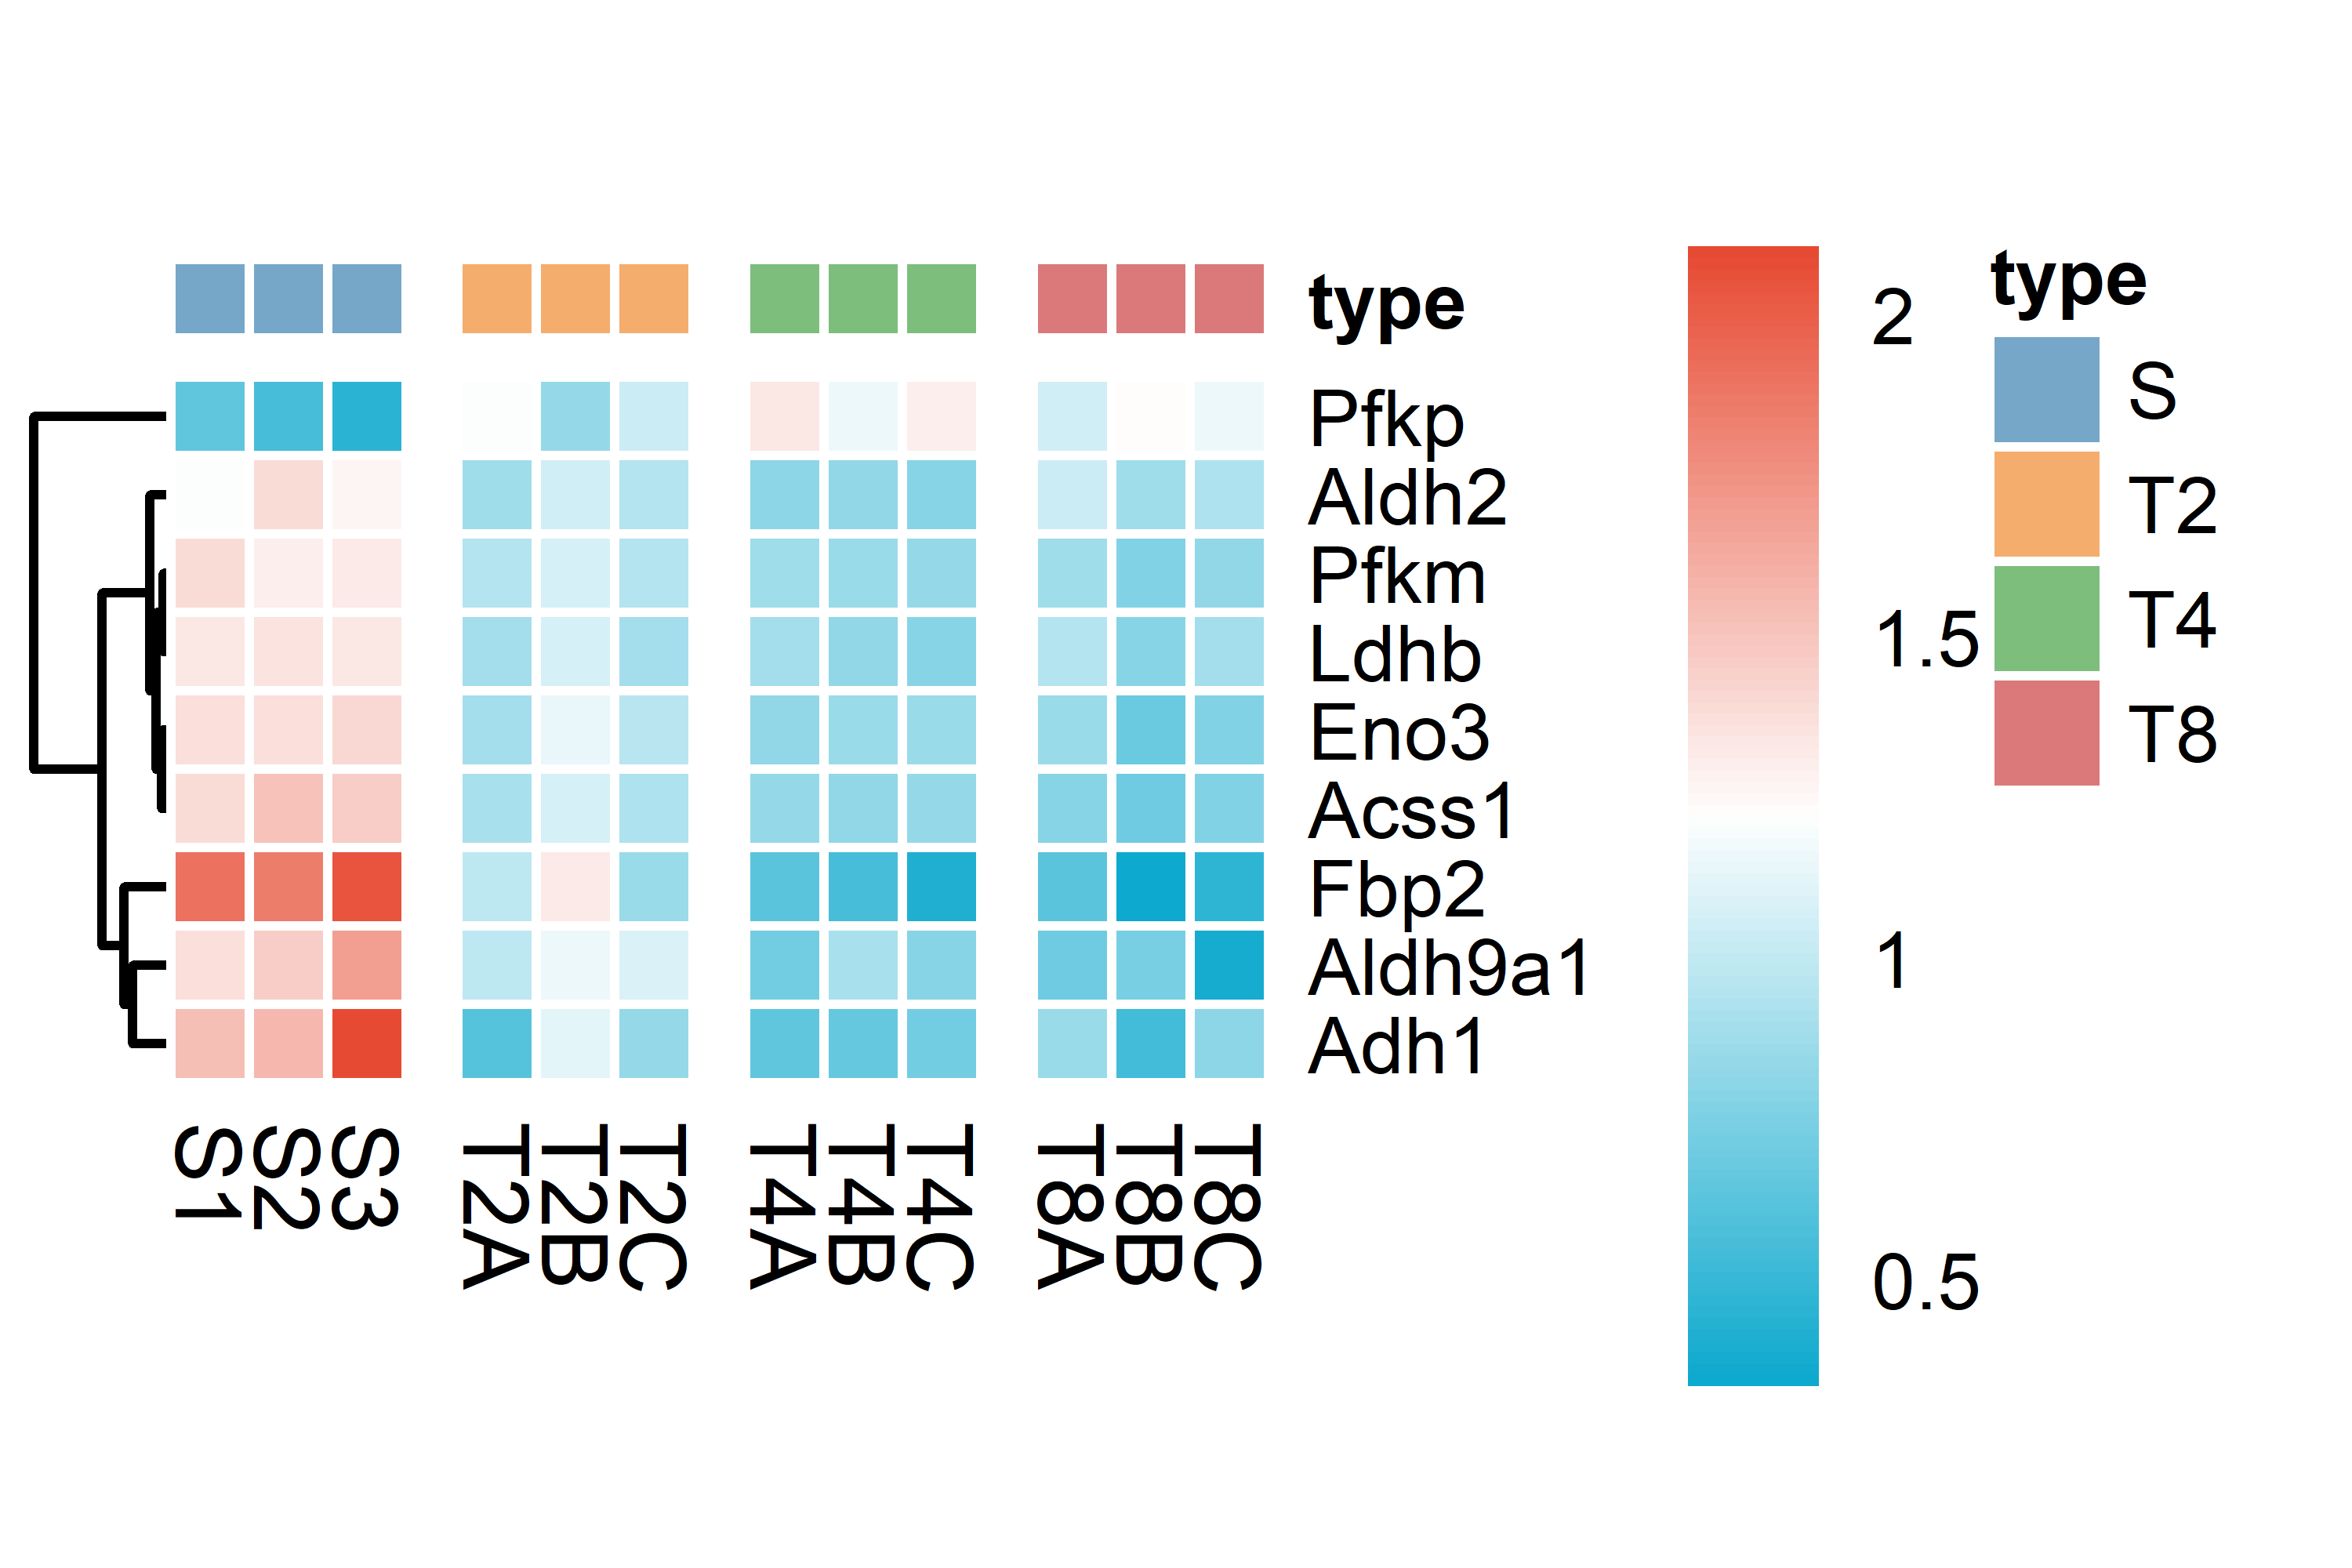 type
Pfkp
Aldh2
Pfkm
Ldhb
Eno3
Acss1
Fbp2
Aldh9a1
Adh1
S1
S2
S3
T2A
T2B
T2C
T4A
T4B
T4C
T8A
T8B
T8C
2
1.5
1
0.5
type
S
T2
T4
T8